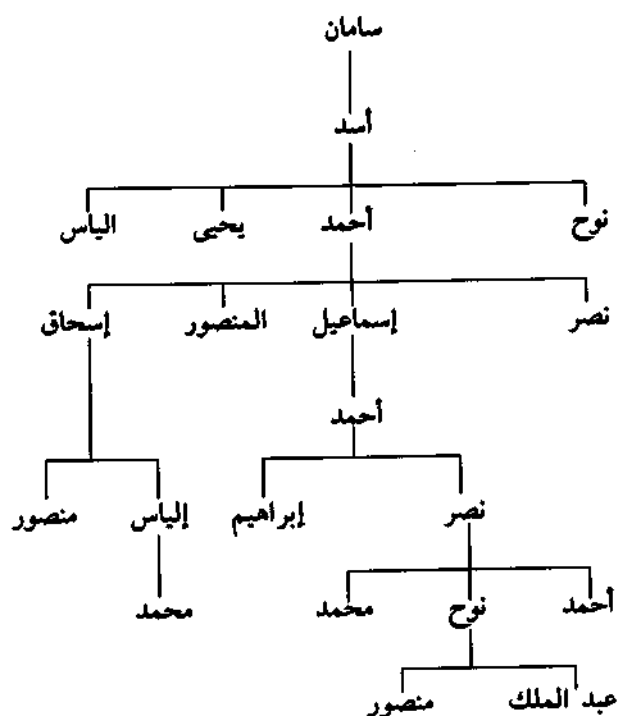 سامان
أسد
نوح أحمد يحيى الياس
نصر إسماعيل المنصور إسحاق
أحمد
نصر إبراهيم إلياس منصور
أحمد نوح محمد محمد
عبد الملك منصور